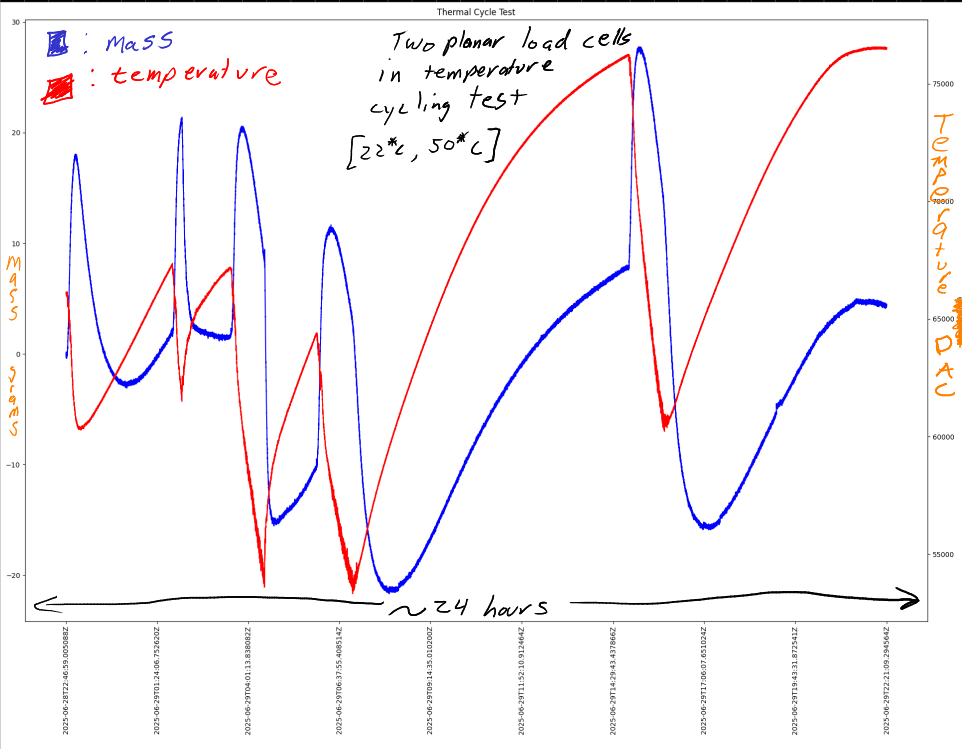 Thermal Cycle Test
: mass
: temperature
Two planar load cells
in temperature
cycling test
[22*c, 50*c]
30
20
10
0
−10
−20
Mass grams
75000
70000
65000
60000
55000
Temperature DAC
~24 hours
2025-06-28T22:46:59.005088Z
2025-06-29T01:24:06.752620Z
2025-06-29T04:01:13.838082Z
2025-06-29T06:37:55.408514Z
2025-06-29T09:14:35.010200Z
2025-06-29T11:52:10.912464Z
2025-06-29T14:29:43.437866Z
2025-06-29T17:06:07.651024Z
2025-06-29T19:43:31.872541Z
2025-06-29T22:21:09.294564Z